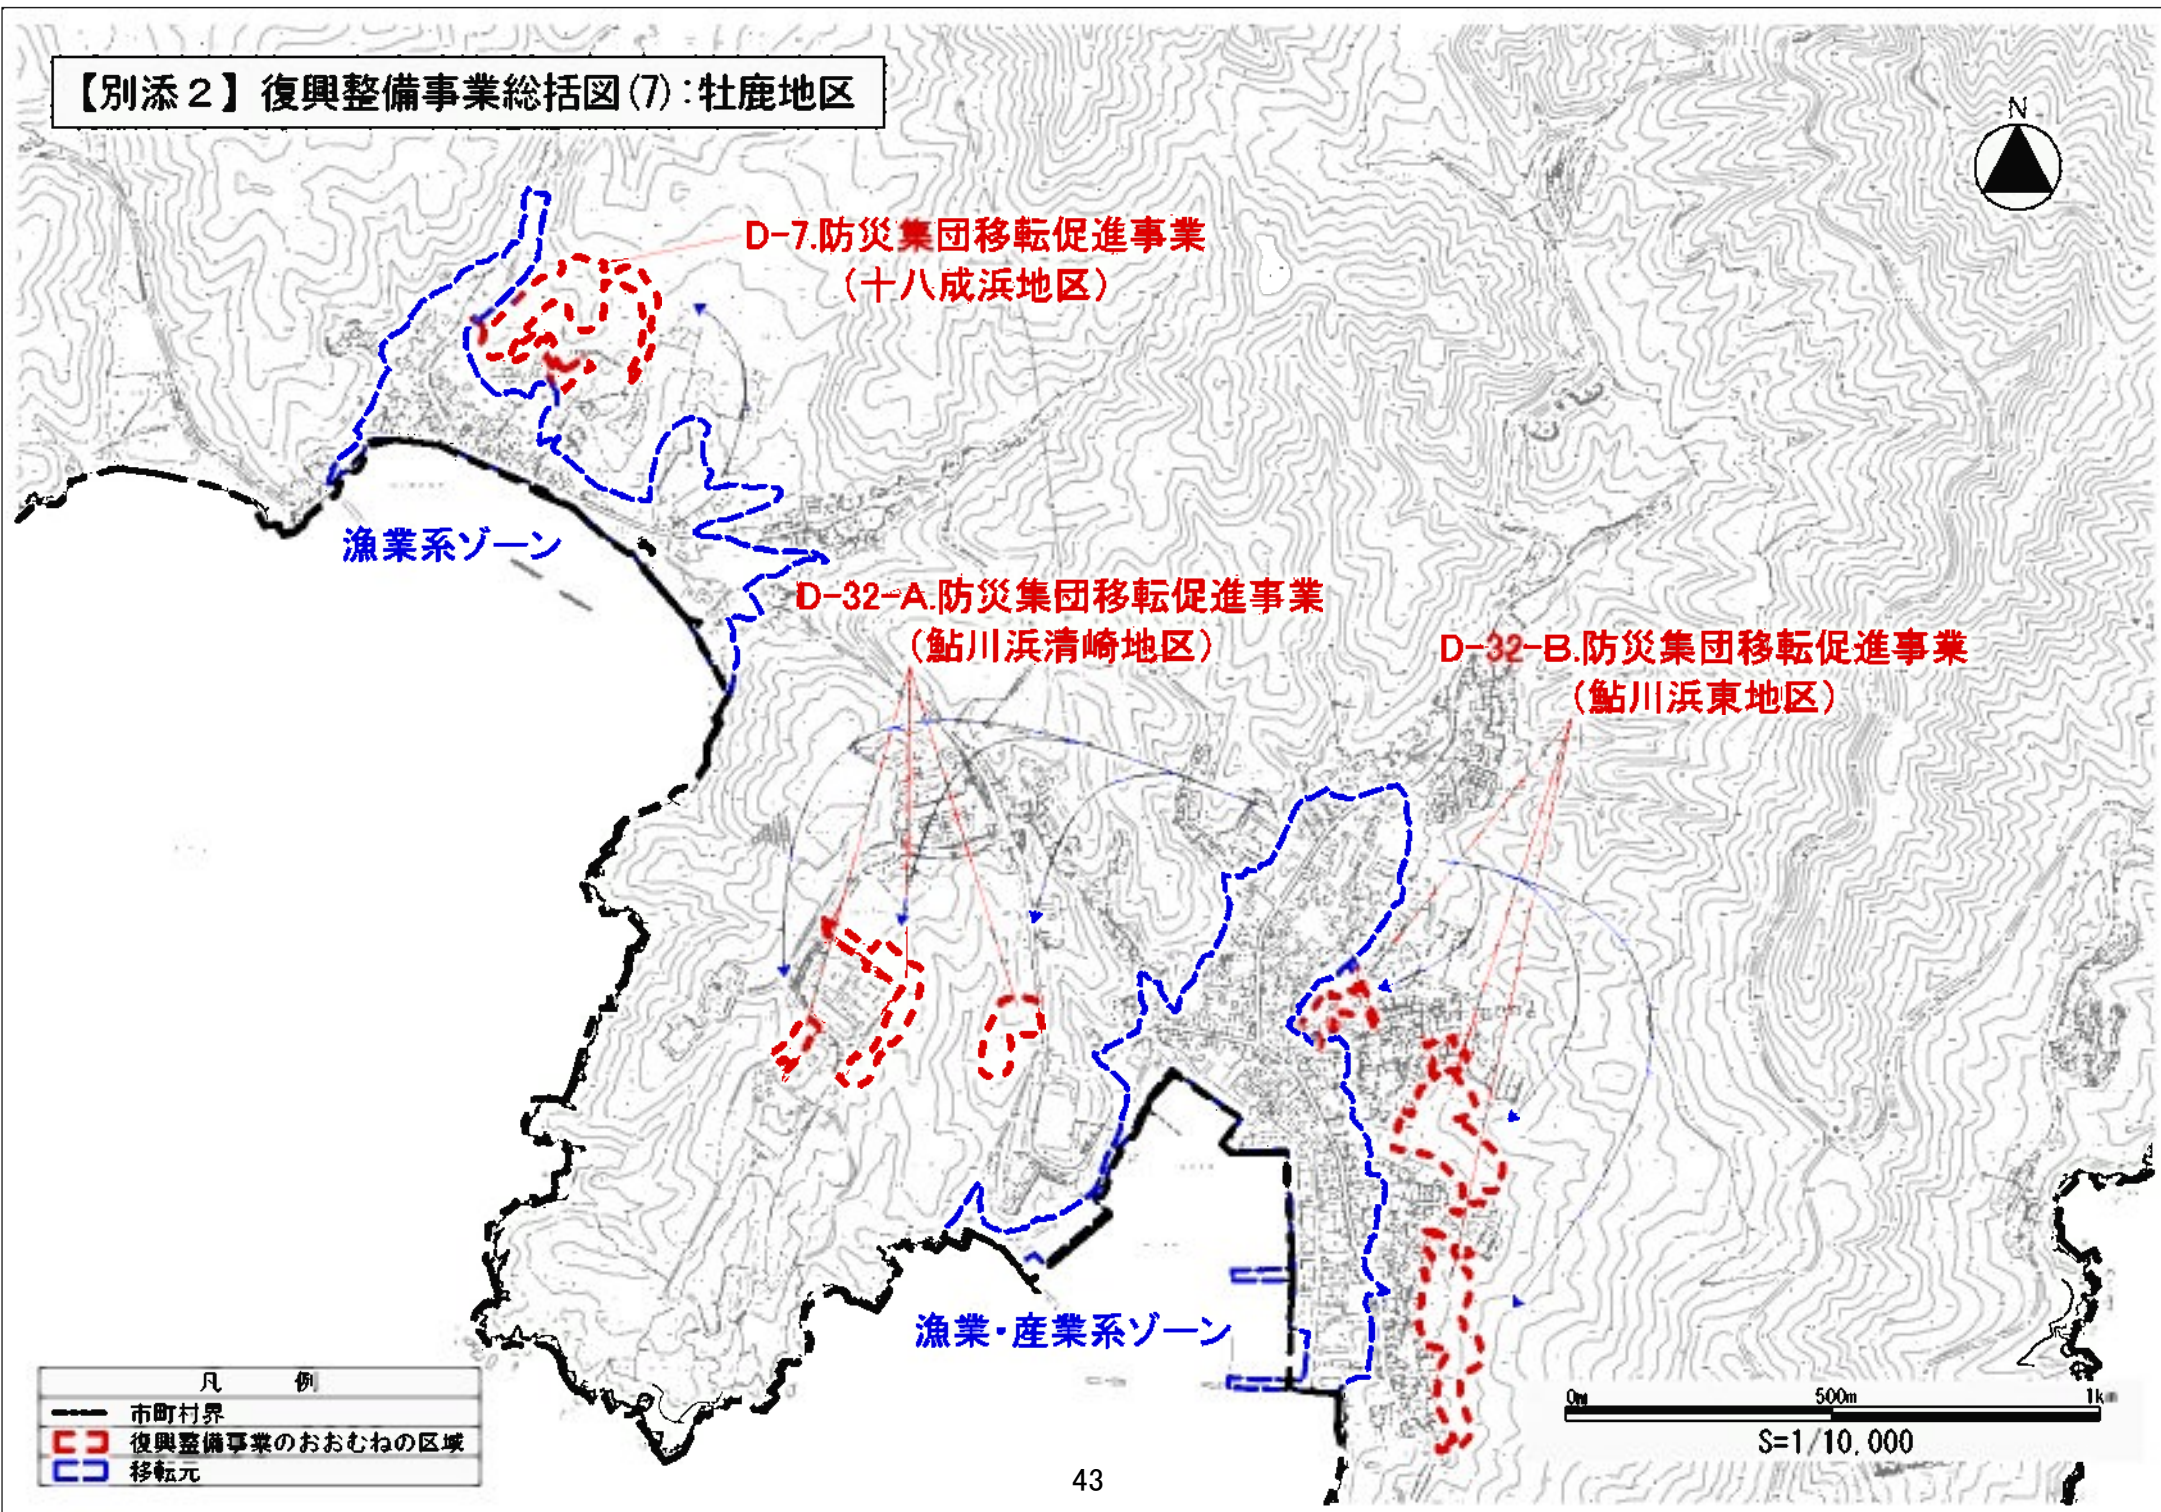 【別添２】復興整備事業総括図(7):牡鹿地区
N
D-7.防災集団移転促進事業
(十八成浜地区)
漁業系ゾーン
D-32-A.防災集団移転促進事業
(鮎川浜清崎地区)
D-32-B.防災集団移転促進事業
(鮎川浜東地区)
漁業・産業系ゾーン
凡　例
市町村界
復興整備事業のおおむねの区域
移転元
0m 500m 1km
S=1/10,000
43